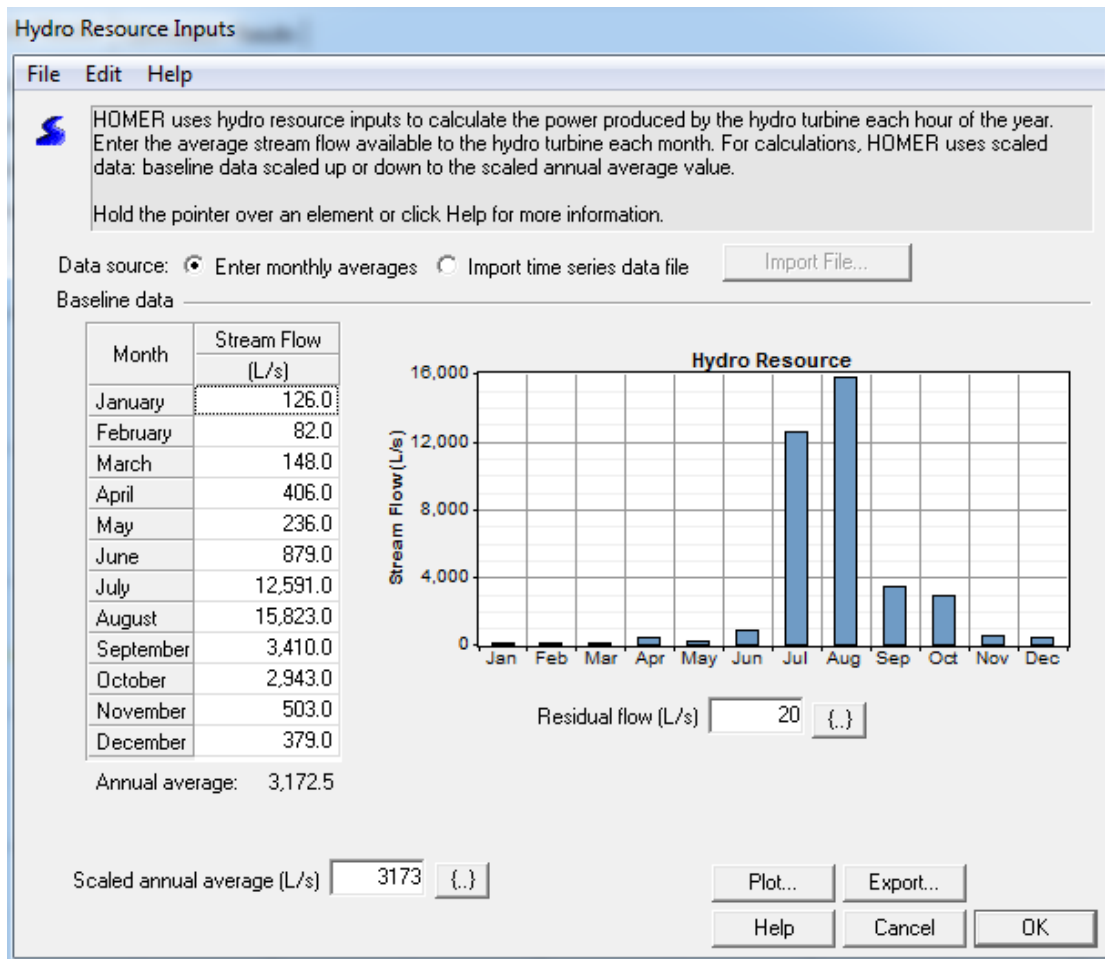 Hydro Resource Inputs
File Edit Help
HOMER uses hydro resource inputs to calculate the power produced by the hydro turbine each hour of the year.
Enter the average stream flow available to the hydro turbine each month. For calculations, HOMER uses scaled
data: baseline data scaled up or down to the scaled annual average value.
Hold the pointer over an element or click Help for more information.
Data source: Enter monthly averages Import time series data file Import File...
Baseline data
Month Stream Flow
(L/s)
January 126.0
February 82.0
March 148.0
April 406.0
May 236.0
June 879.0
July 12,591.0
August 15,823.0
September 3,410.0
October 2,943.0
November 503.0
December 379.0
Annual average: 3,172.5
Hydro Resource
Stream Flow (L/s)
16,000
12,000
8,000
4,000
0
Jan Feb Mar Apr May Jun Jul Aug Sep Oct Nov Dec
Residual flow (L/s) 20 {..}
Scaled annual average (L/s) 3173 {..}
Plot... Export...
Help Cancel OK